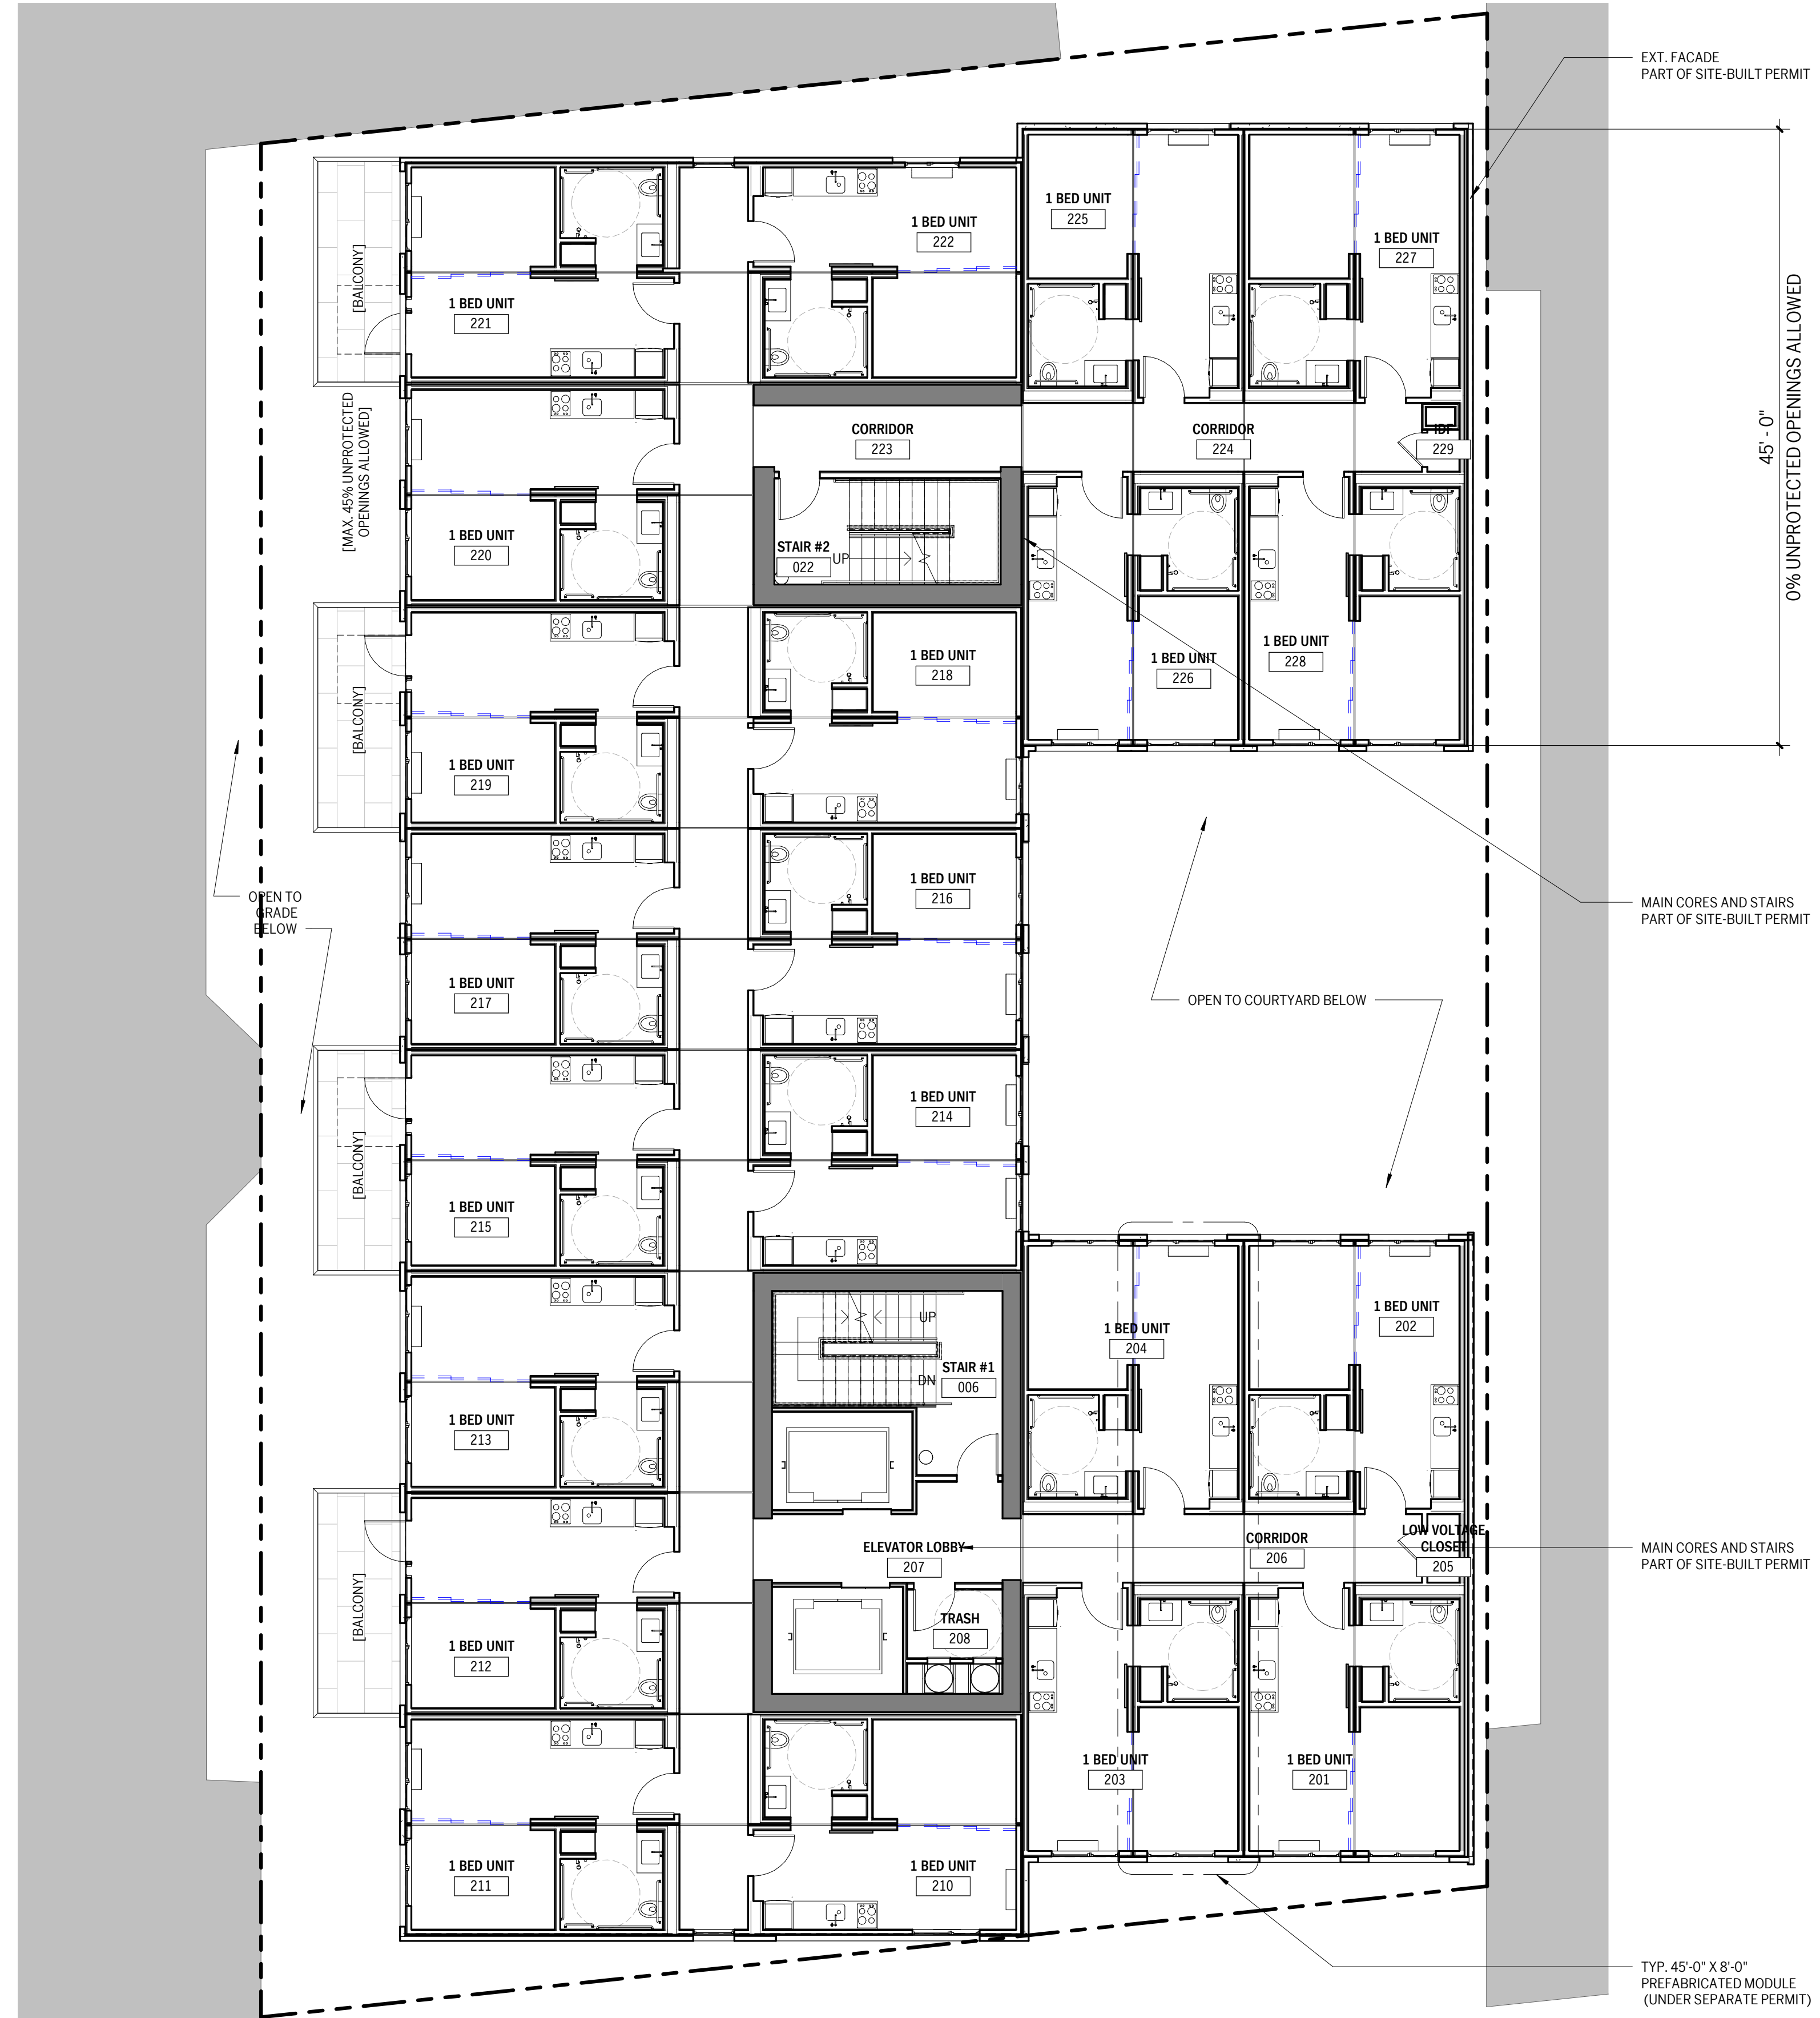 EXT. FACADE
PART OF SITE-BUILT PERMIT
1 BED UNIT
225
1 BED UNIT
222
1 BED UNIT
227
[BALCONY]
1 BED UNIT
221
45' - 0"
0% UNPROTECTED OPENINGS ALLOWED
[MAX. 45% UNPROTECTED
OPENINGS ALLOWED]
CORRIDOR
223
CORRIDOR
224
IDF
229
1 BED UNIT
220
STAIR #2
022
UP
1 BED UNIT
218
1 BED UNIT
226
1 BED UNIT
228
[BALCONY]
1 BED UNIT
219
OPEN TO
GRADE
BELOW
1 BED UNIT
216
MAIN CORES AND STAIRS
PART OF SITE-BUILT PERMIT
1 BED UNIT
217
OPEN TO COURTYARD BELOW
1 BED UNIT
214
[BALCONY]
1 BED UNIT
215
UP
1 BED UNIT
204
1 BED UNIT
202
STAIR #1
006
DN
1 BED UNIT
213
ELEVATOR LOBBY
207
CORRIDOR
206
LOW VOLTAGE
CLOSET
205
MAIN CORES AND STAIRS
PART OF SITE-BUILT PERMIT
[BALCONY]
TRASH
208
1 BED UNIT
212
1 BED UNIT
203
1 BED UNIT
201
1 BED UNIT
211
1 BED UNIT
210
TYP. 45'-0" X 8'-0"
PREFABRICATED MODULE
(UNDER SEPARATE PERMIT)